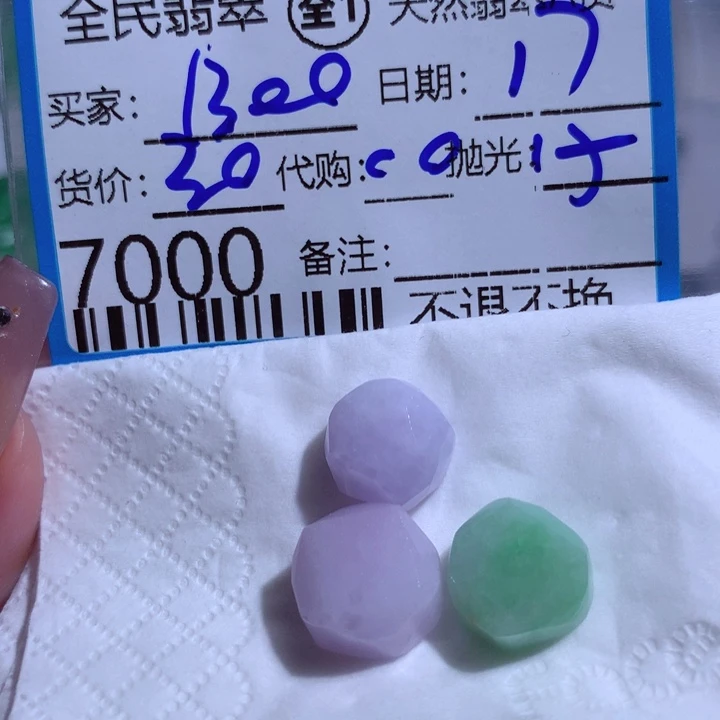 全民翡翠 全1 天然翡翠
买家: 1300 日期: 17
货价: 30 代购: 抛光: 15
7000 备注:
不退不换